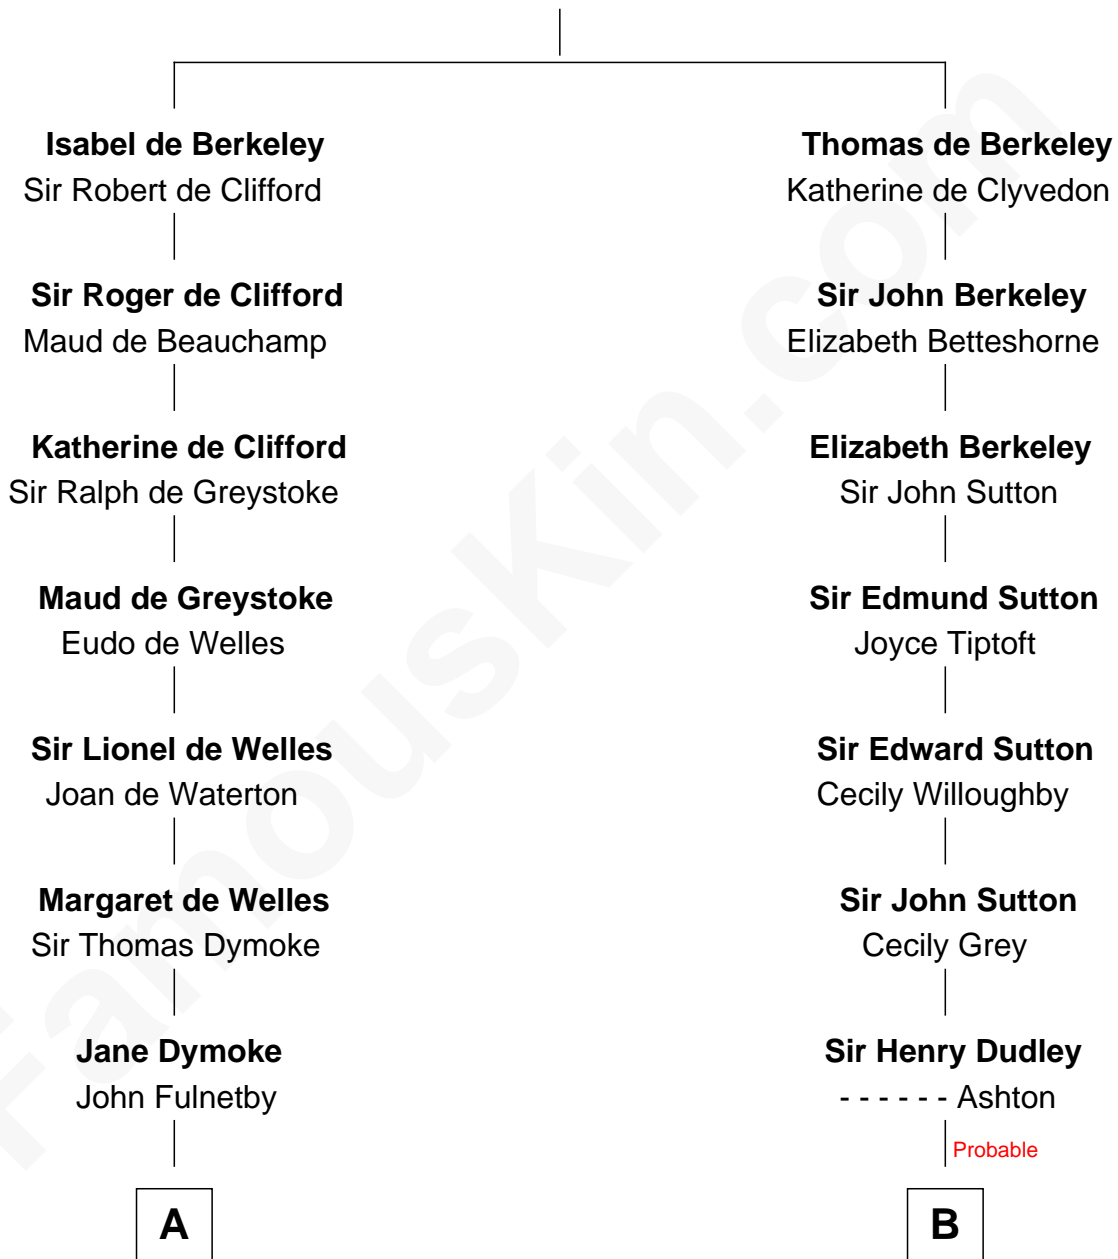 Isabel de Berkeley
Sir Robert de Clifford
Thomas de Berkeley
Katherine de Clyvedon
Sir Roger de Clifford
Maud de Beauchamp
Sir John Berkeley
Elizabeth Betteshorne
Katherine de Clifford
Sir Ralph de Greystoke
Elizabeth Berkeley
Sir John Sutton
Maud de Greystoke
Eudo de Welles
Sir Edmund Sutton
Joyce Tiptoft
Sir Lionel de Welles
Joan de Waterton
Sir Edward Sutton
Cecily Willoughby
Margaret de Welles
Sir Thomas Dymoke
Sir John Sutton
Cecily Grey
Jane Dymoke
John Fulnetby
Sir Henry Dudley
- - - - - - Ashton
Probable
A
B
FamousKin.com